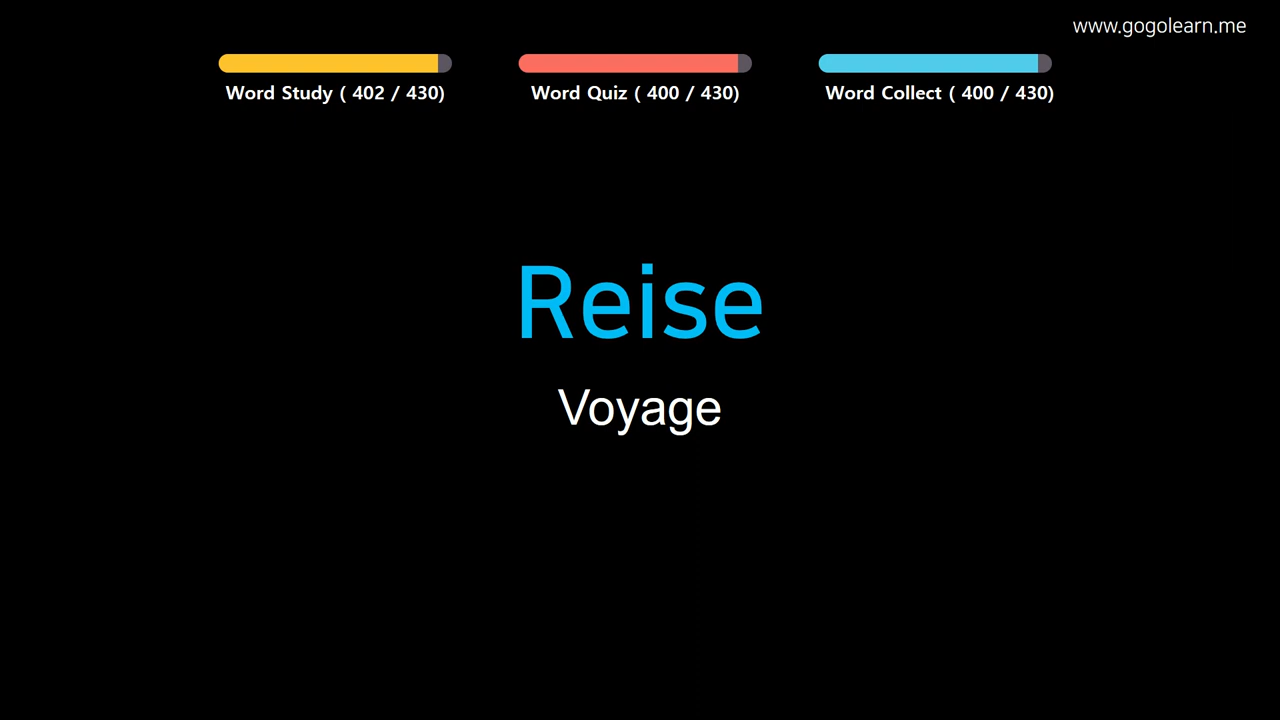 www.gogolearn.me
Word Study ( 402 / 430)
Word Quiz ( 400 / 430)
Word Collect ( 400 / 430)
Reise
Voyage